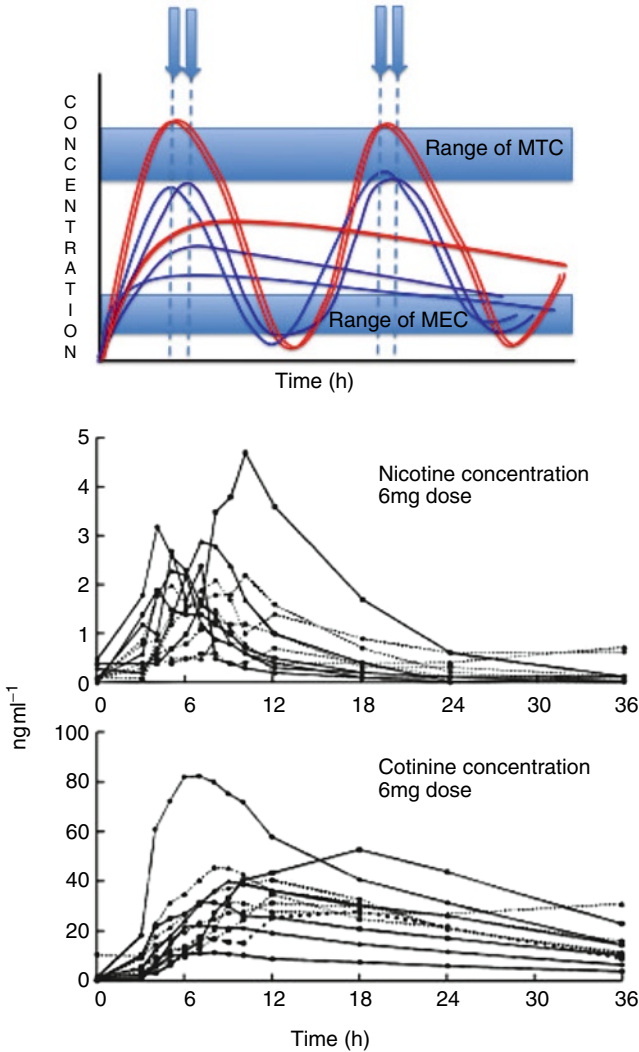 CONCENTRATION
Range of MTC
Range of MEC
Time (h)
5
4
3
2
1
0
Nicotine concentration
6mg dose
0 6 12 18 24 30 36
ngml⁻¹
100
80
60
40
20
0
Cotinine concentration
6mg dose
0 6 12 18 24 30 36
Time (h)